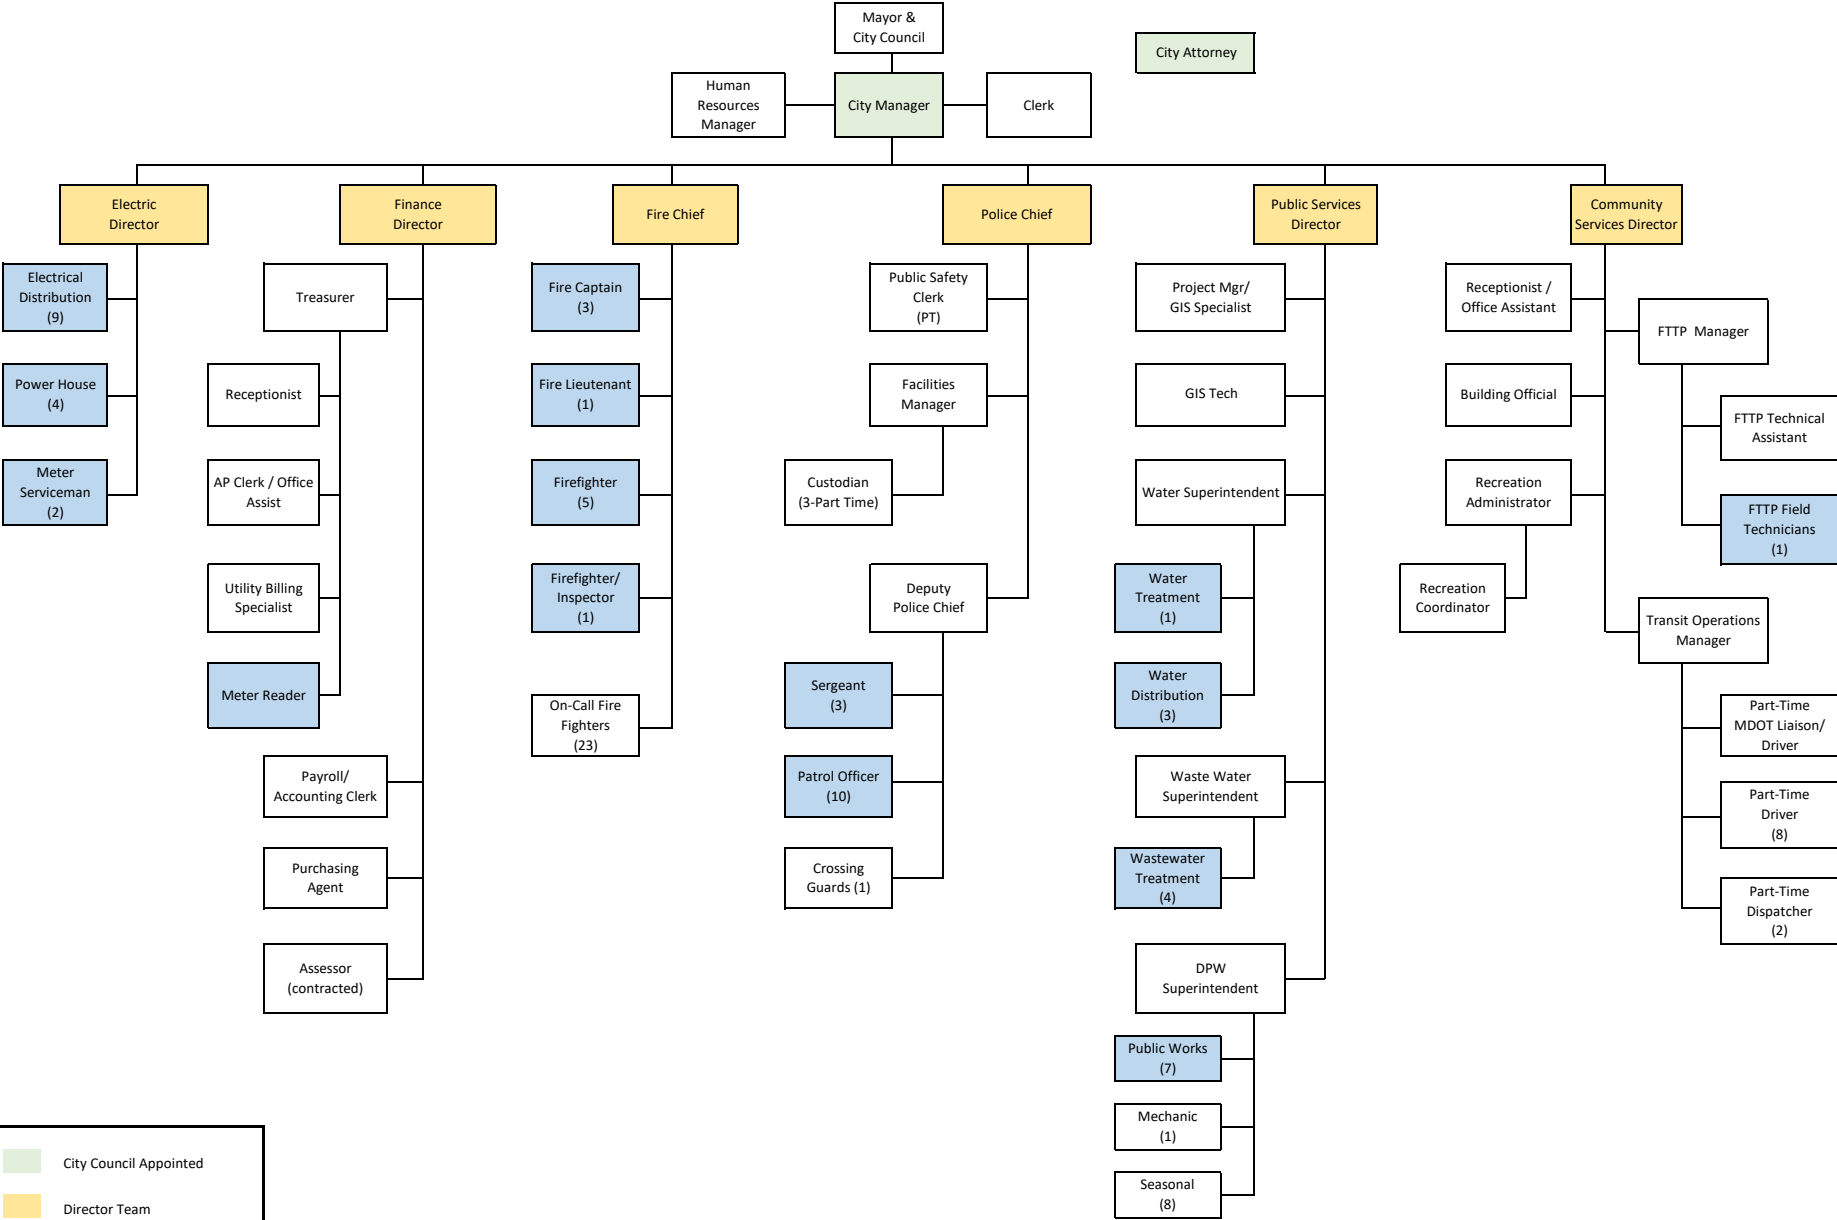 Mayor &
City Council
City Attorney
Human
Resources
Manager
City Manager
Clerk
Electric
Director
Finance
Director
Fire Chief
Police Chief
Public Services
Director
Community
Services Director
Electrical
Distribution
(9)
Power House
(4)
Meter
Serviceman
(2)
Treasurer
Receptionist
AP Clerk / Office
Assist
Utility Billing
Specialist
Meter Reader
Payroll/
Accounting Clerk
Purchasing
Agent
Assessor
(contracted)
Fire Captain
(3)
Fire Lieutenant
(1)
Firefighter
(5)
Firefighter/
Inspector
(1)
On-Call Fire
Fighters
(23)
Public Safety
Clerk
(PT)
Facilities
Manager
Custodian
(3-Part Time)
Deputy
Police Chief
Sergeant
(3)
Patrol Officer
(10)
Crossing
Guards (1)
Project Mgr/
GIS Specialist
GIS Tech
Water Superintendent
Water
Treatment
(1)
Water
Distribution
(3)
Waste Water
Superintendent
Wastewater
Treatment
(4)
DPW
Superintendent
Public Works
(7)
Mechanic
(1)
Seasonal
(8)
Receptionist /
Office Assistant
Building Official
Recreation
Administrator
Recreation
Coordinator
FTTP Manager
FTTP Technical
Assistant
FTTP Field
Technicians
(1)
Transit Operations
Manager
Part-Time
MDOT Liaison/
Driver
Part-Time
Driver
(8)
Part-Time
Dispatcher
(2)
City Council Appointed
Director Team